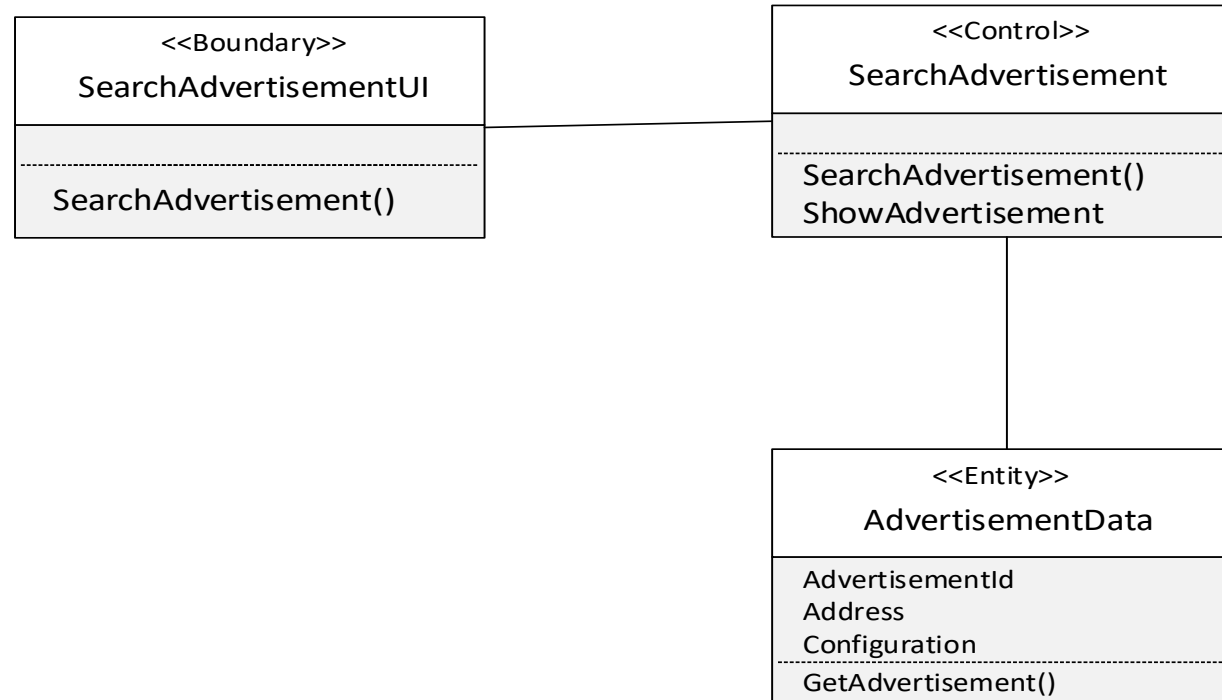 <<Boundary>>
SearchAdvertisementUI
SearchAdvertisement()
<<Control>>
SearchAdvertisement
SearchAdvertisement()
ShowAdvertisement
<<Entity>>
AdvertisementData
AdvertisementId
Address
Configuration
GetAdvertisement()